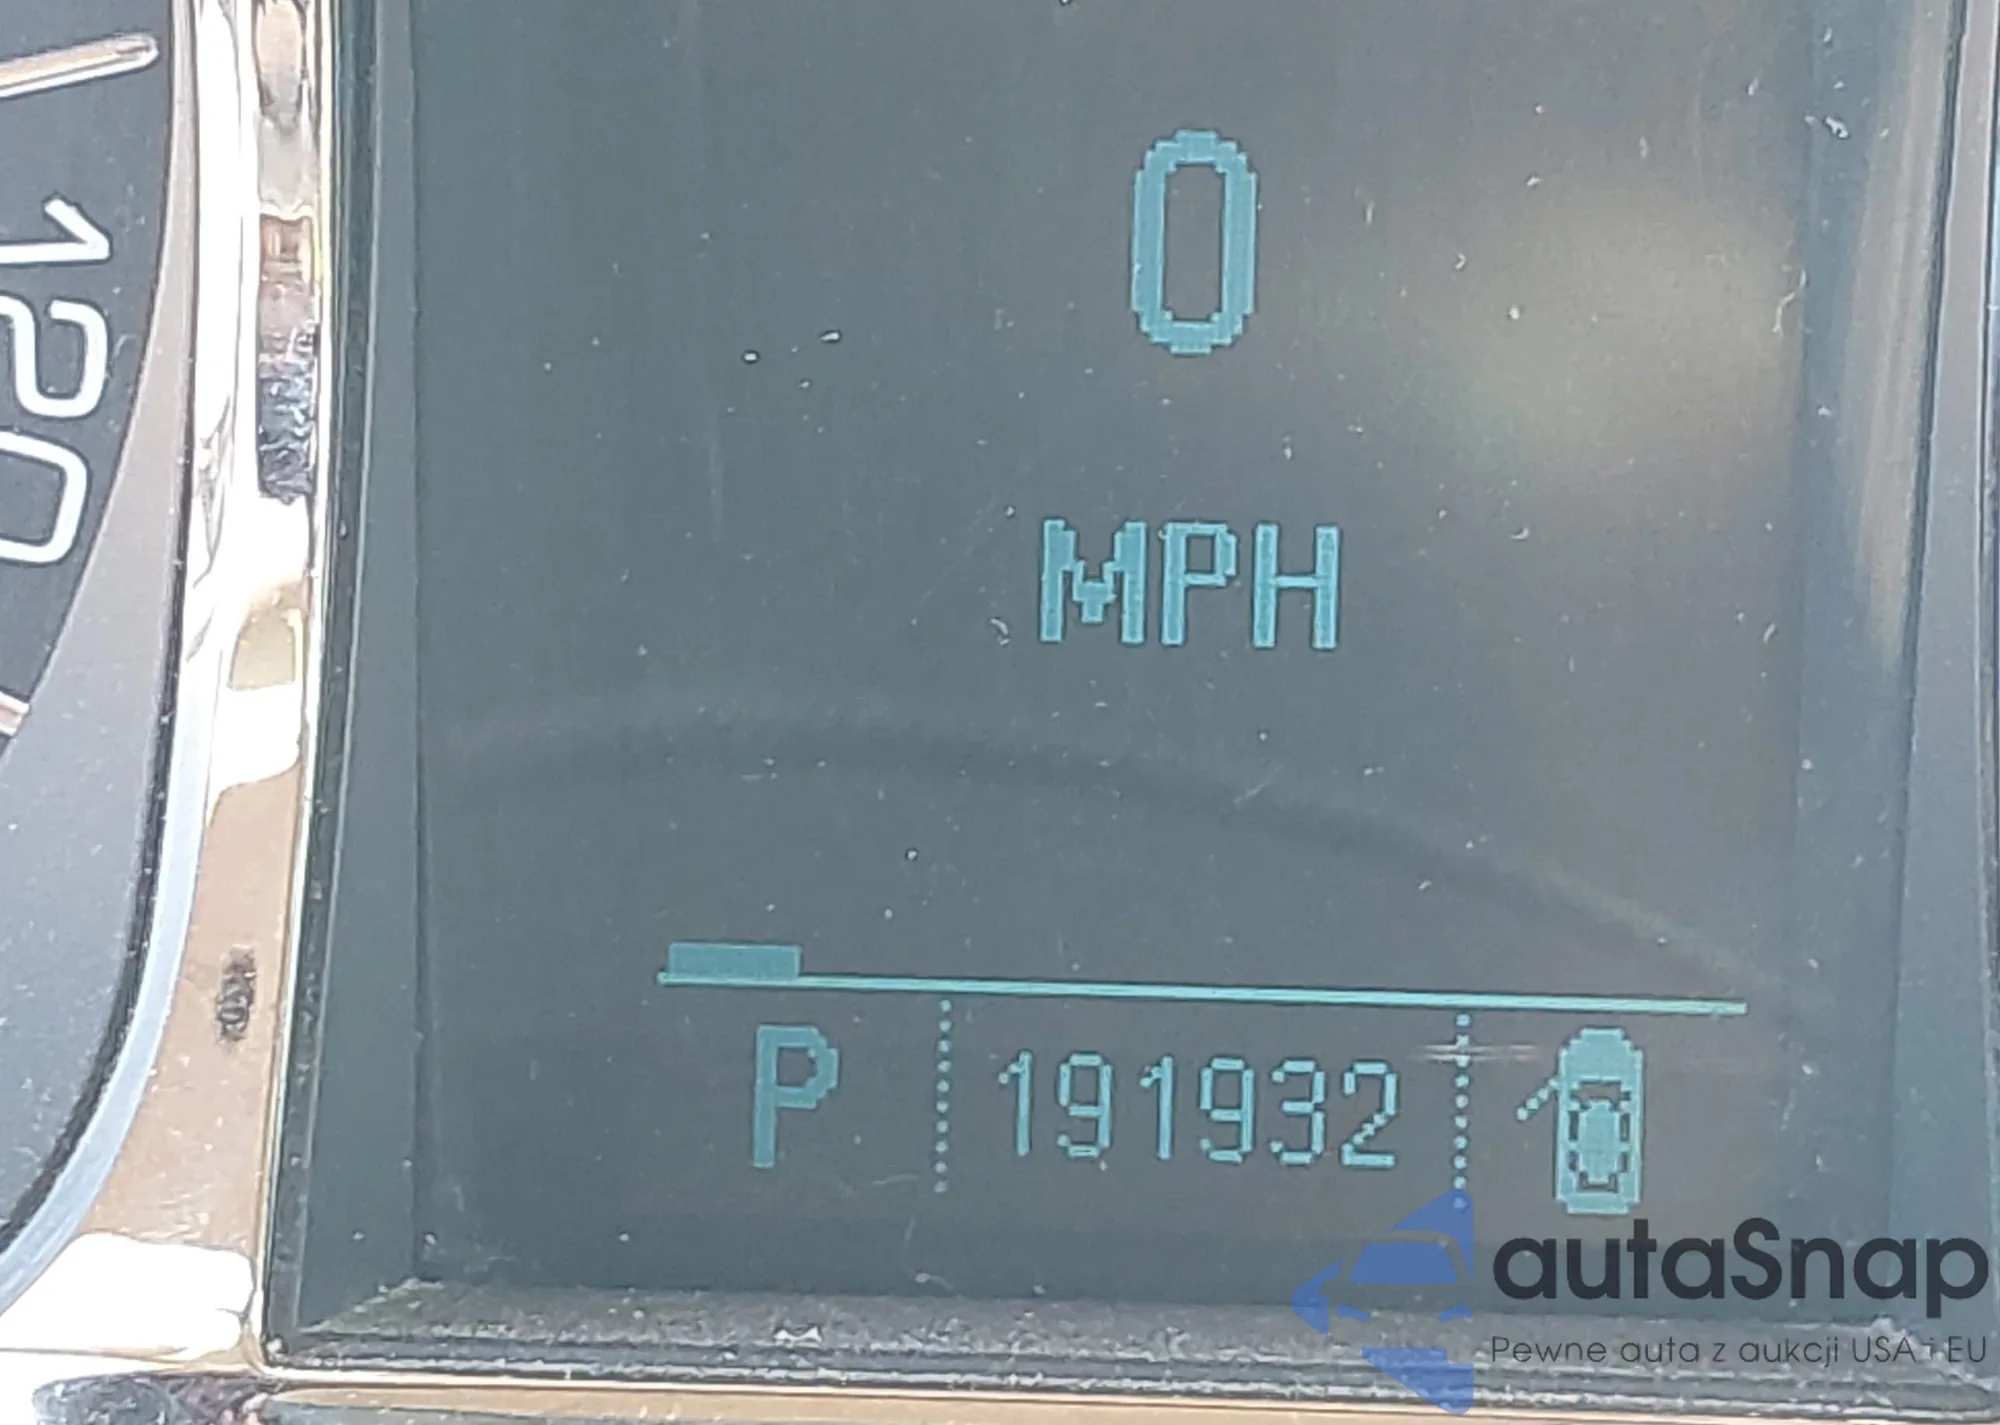 120
0
MPH
P 191932
autaSnap
Pewne auta z aukcji USA i EU